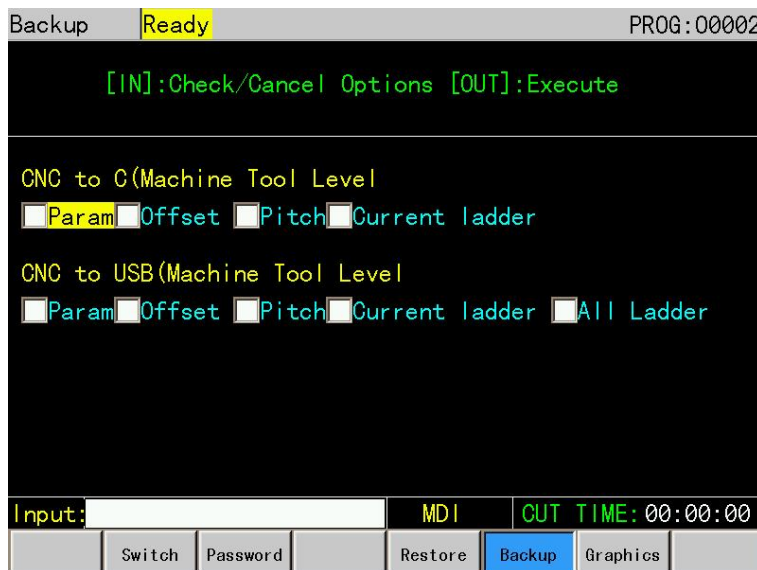 Backup Ready PROG:O0002
[IN]:Check/Cancel Options [OUT]:Execute
CNC to C(Machine Tool Level
Param Offset Pitch Current ladder
CNC to USB(Machine Tool Level
Param Offset Pitch Current ladder All Ladder
Input: MDI CUT TIME:00:00:00
Switch Password Restore Backup Graphics